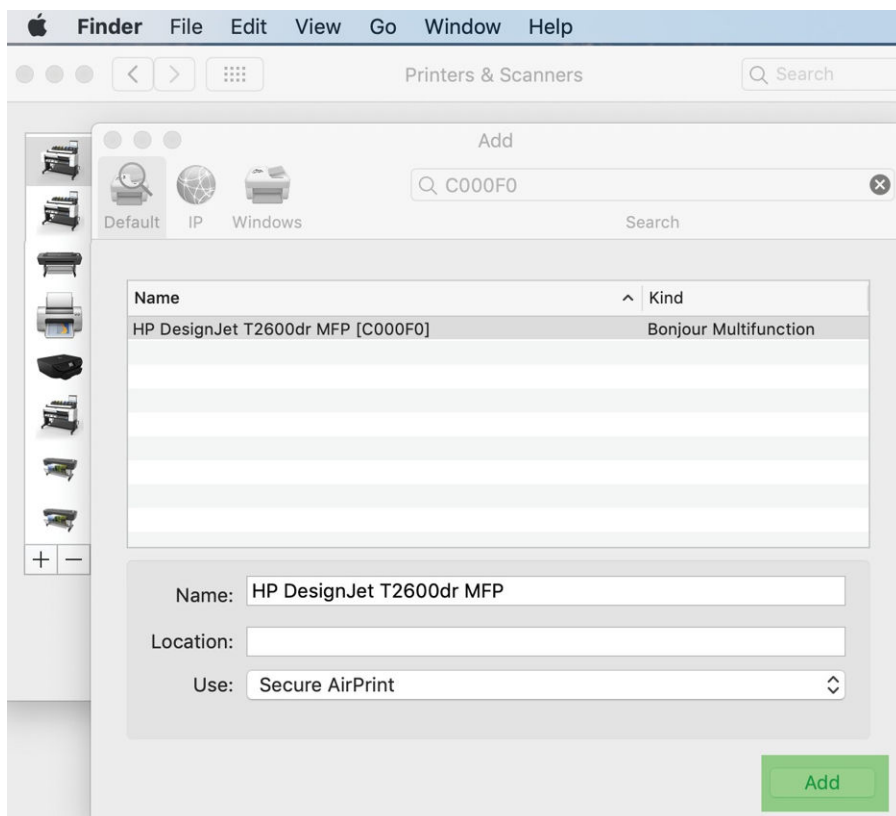 Finder File Edit View Go Window Help
Printers & Scanners Search
Add
C000F0
Default IP Windows Search
Name Kind
HP DesignJet T2600dr MFP [C000F0] Bonjour Multifunction
Name: HP DesignJet T2600dr MFP
Location:
Use: Secure AirPrint
Add